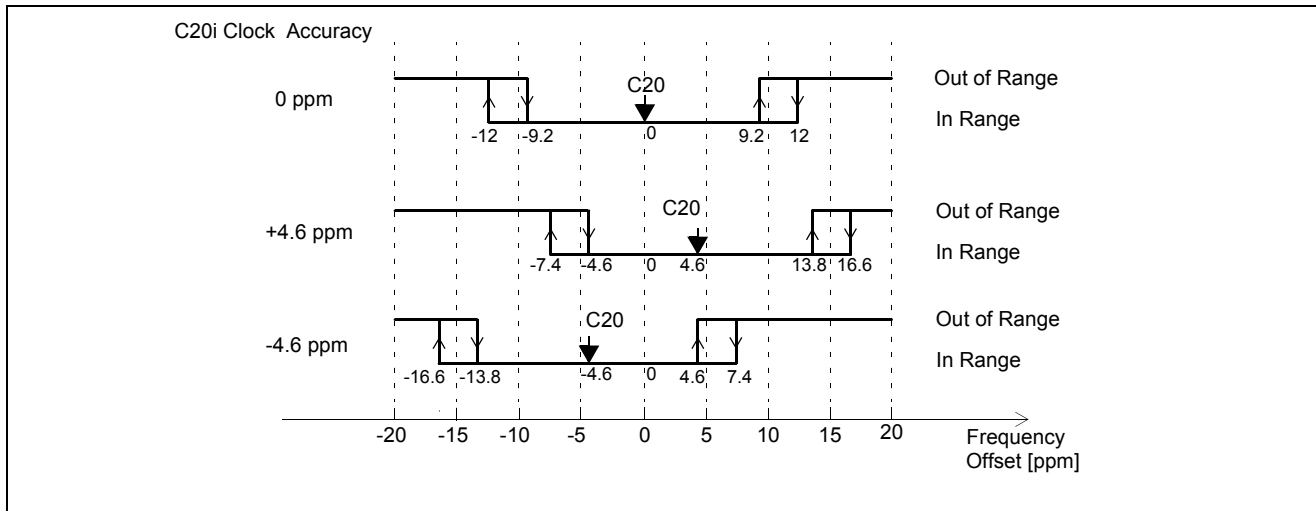 C20i Clock Accuracy
0 ppm
C20
Out of Range
In Range
-12 -9.2 0 9.2 12
+4.6 ppm
C20
Out of Range
In Range
-7.4 -4.6 0 4.6 13.8 16.6
-4.6 ppm
C20
Out of Range
In Range
-16.6 -13.8 -4.6 0 4.6 7.4
-20 -15 -10 -5 0 5 10 15 20
Frequency
Offset [ppm]